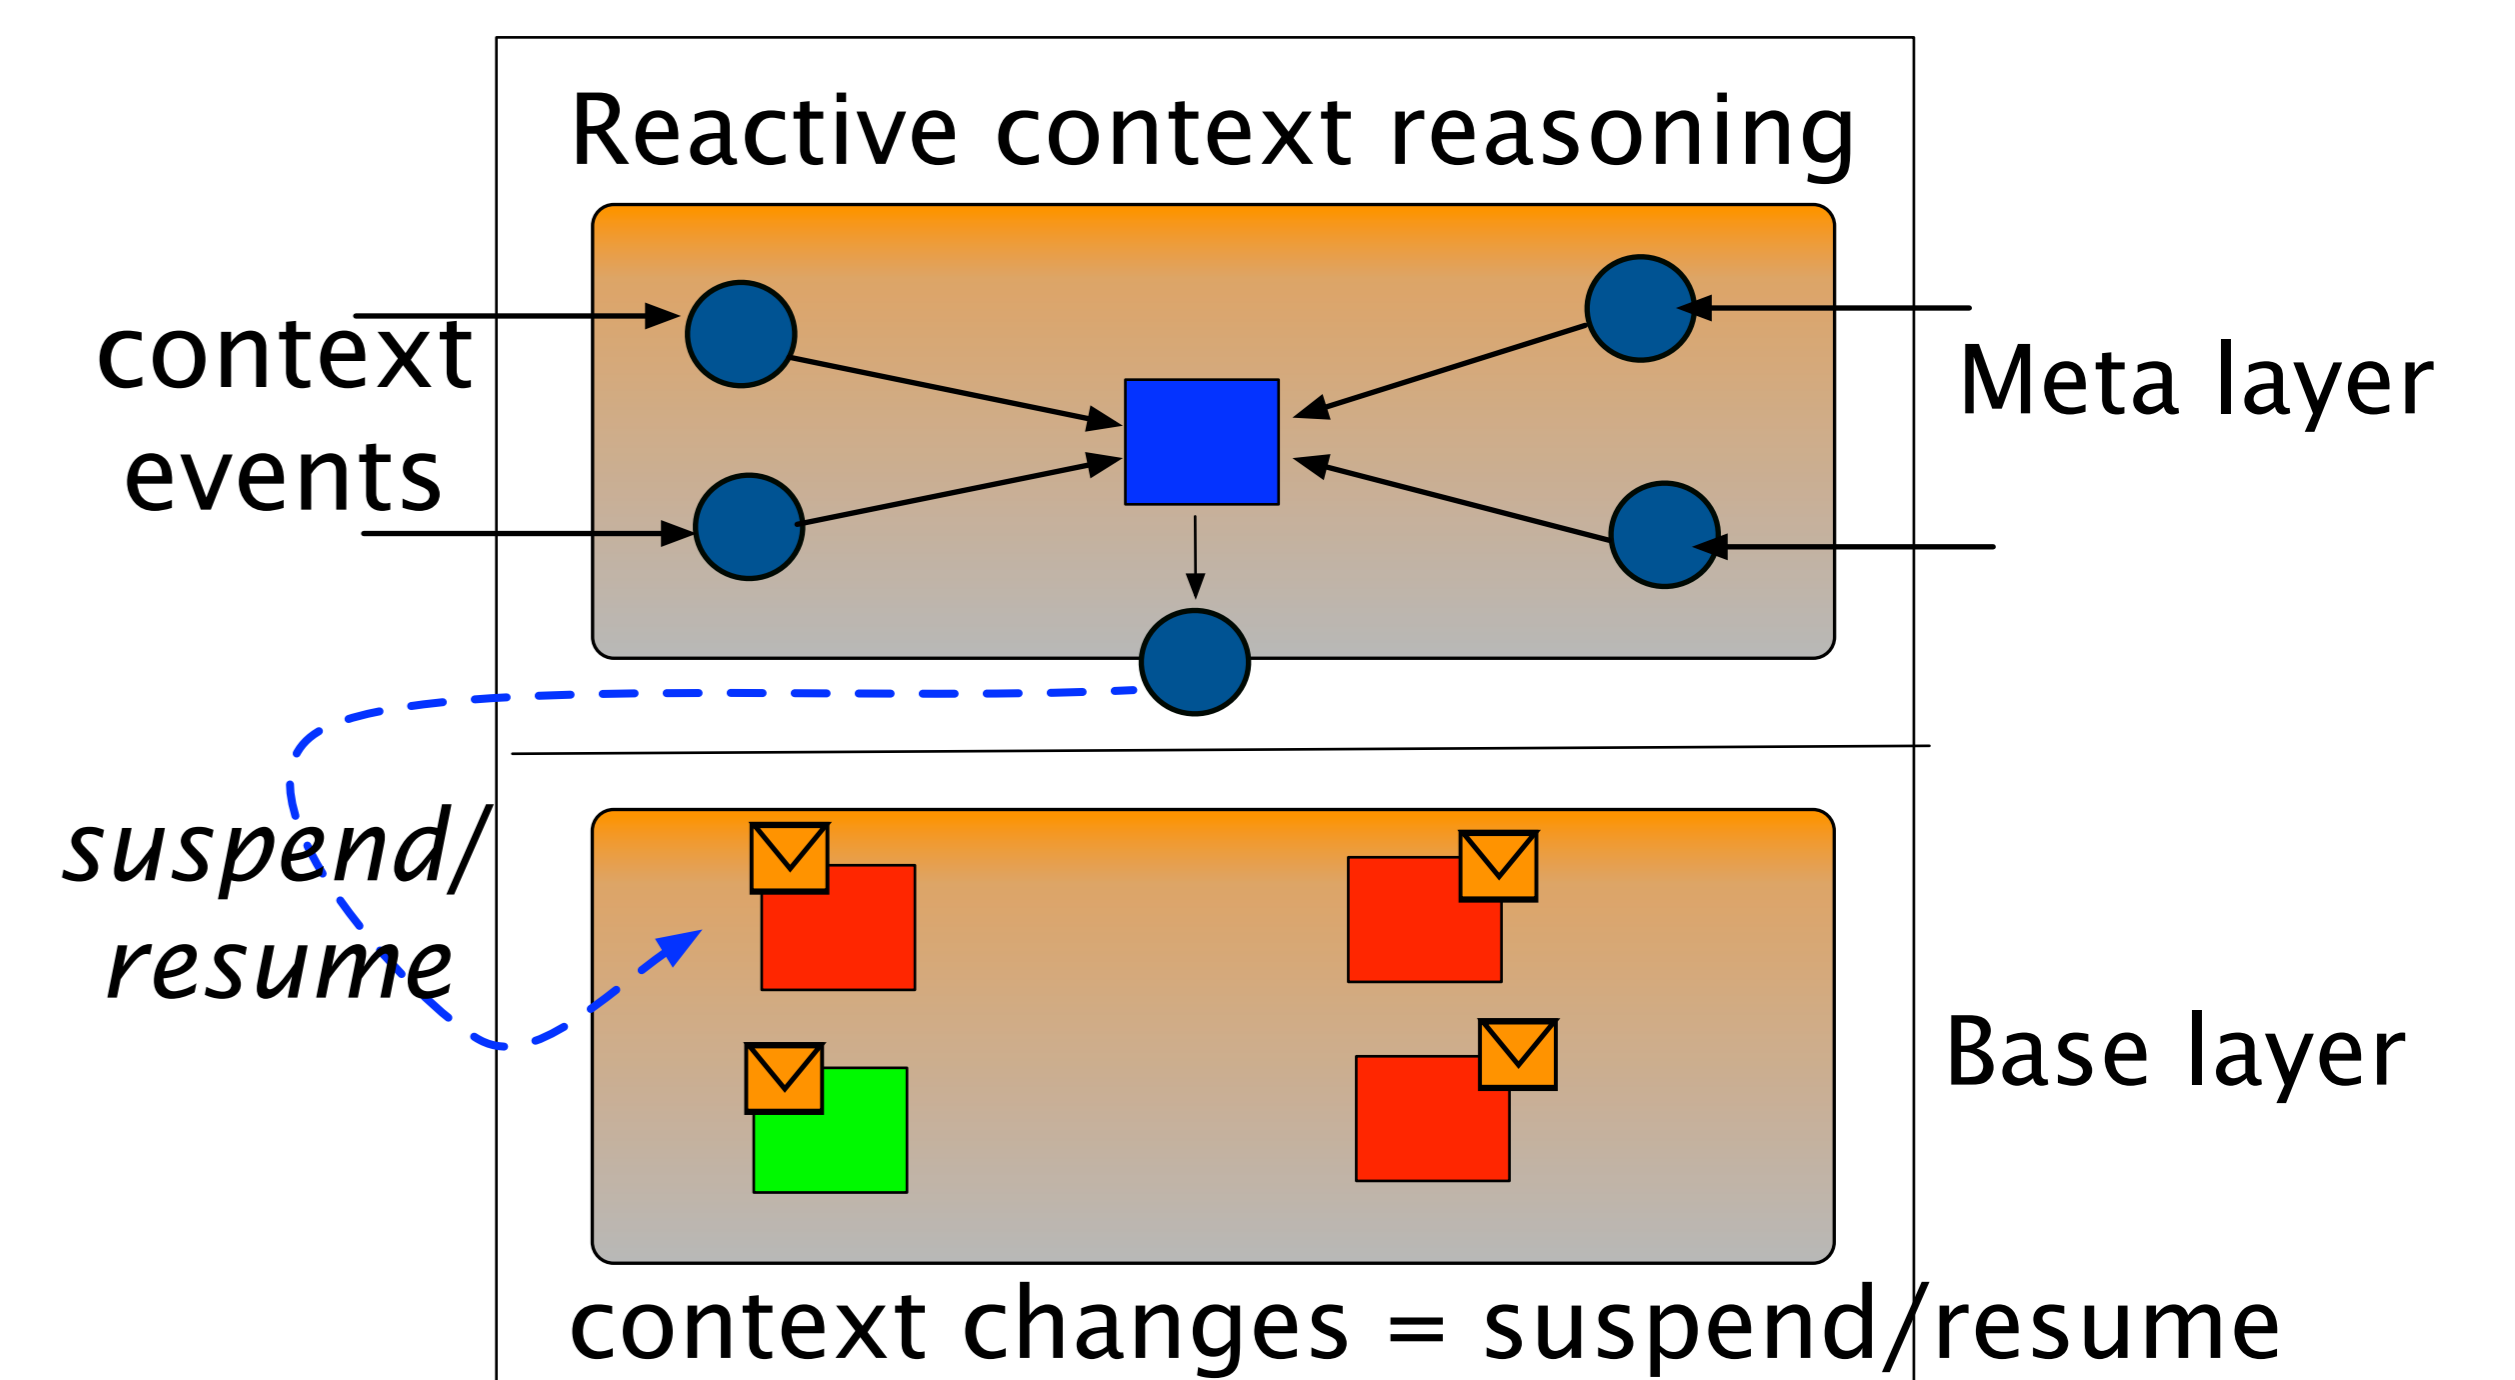 Reactive context reasoning
context
events
Meta layer
suspend/
resume
Base layer
context changes = suspend/resume